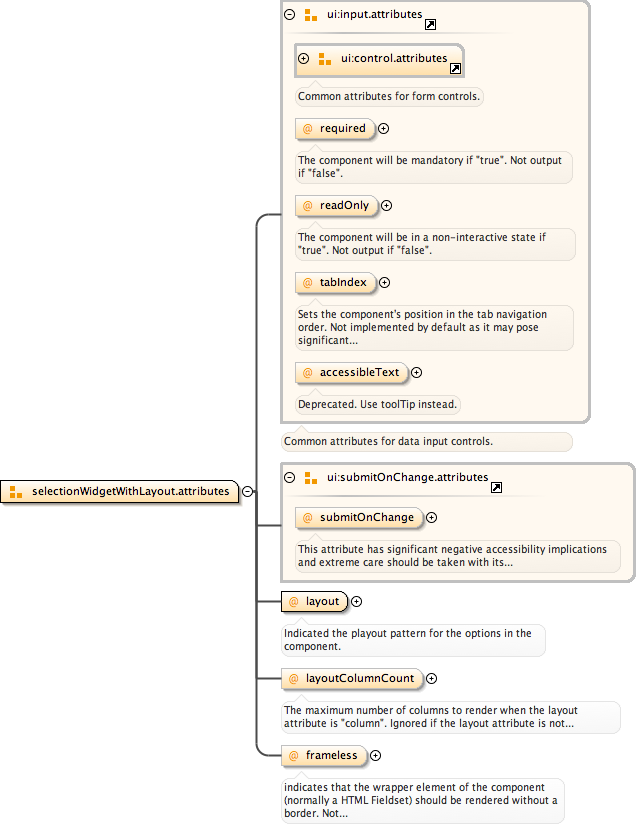 ui:input.attributes
ui:control.attributes
Common attributes for form controls.
@ required
The component will be mandatory if "true". Not output
if "false".
@ readOnly
The component will be in a non-interactive state if
"true". Not output if "false".
@ tabIndex
Sets the component's position in the tab navigation
order. Not implemented by default as it may pose
significant...
@ accessibleText
Deprecated. Use toolTip instead.
Common attributes for data input controls.
selectionWidgetWithLayout.attributes
ui:submitOnChange.attributes
@ submitOnChange
This attribute has significant negative accessibility implications
and extreme care should be taken with its...
@ layout
Indicated the playout pattern for the options in the
component.
@ layoutColumnCount
The maximum number of columns to render when the layout
attribute is "column". Ignored if the layout attribute is not...
@ frameless
indicates that the wrapper element of the component
(normally a HTML Fieldset) should be rendered without a
border. Not...